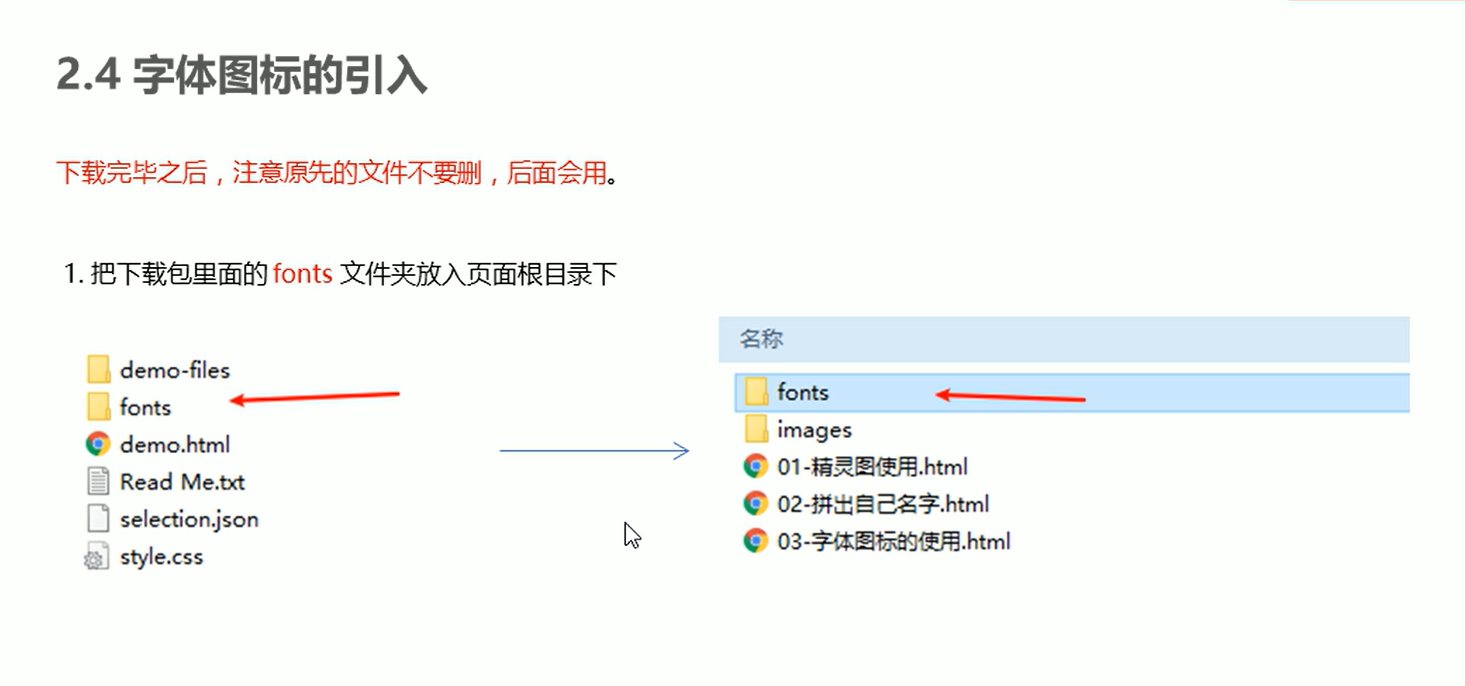 2.4 字体图标的引入
下载完毕之后，注意原先的文件不要删，后面会用。
1. 把下载包里面的 fonts 文件夹放入页面根目录下
demo-files
fonts
demo.html
Read Me.txt
selection.json
style.css
名称
fonts
images
01-精灵图使用.html
02-拼出自己名字.html
03-字体图标的使用.html